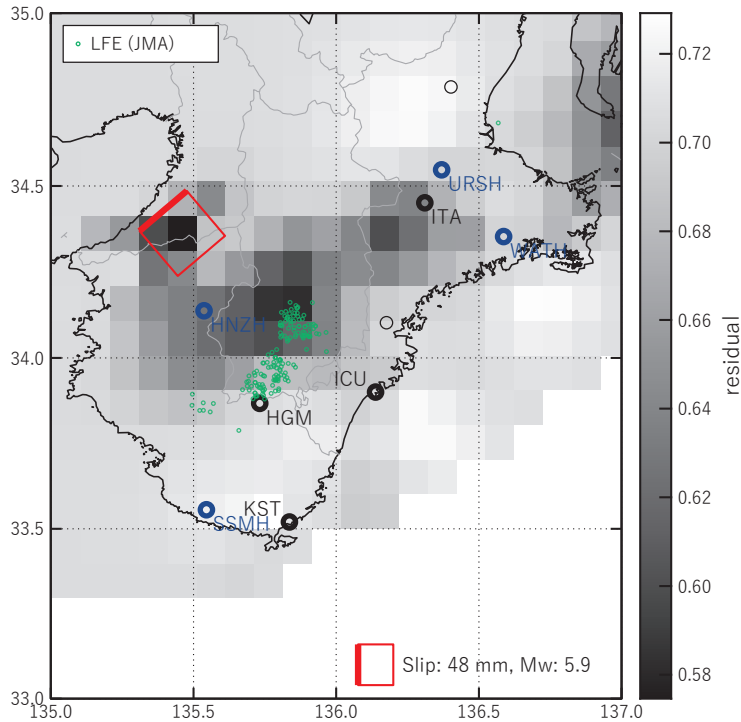 35.0
LFE (JMA)
0.72
0.70
34.5
URSH
ITA
WATH
0.68
HNZH
0.66
residual
34.0
ICU
HGM
0.64
0.62
KST
SSMH
33.5
0.60
Slip: 48 mm, Mw: 5.9
0.58
33.0
135.0
135.5
136.0
136.5
137.0